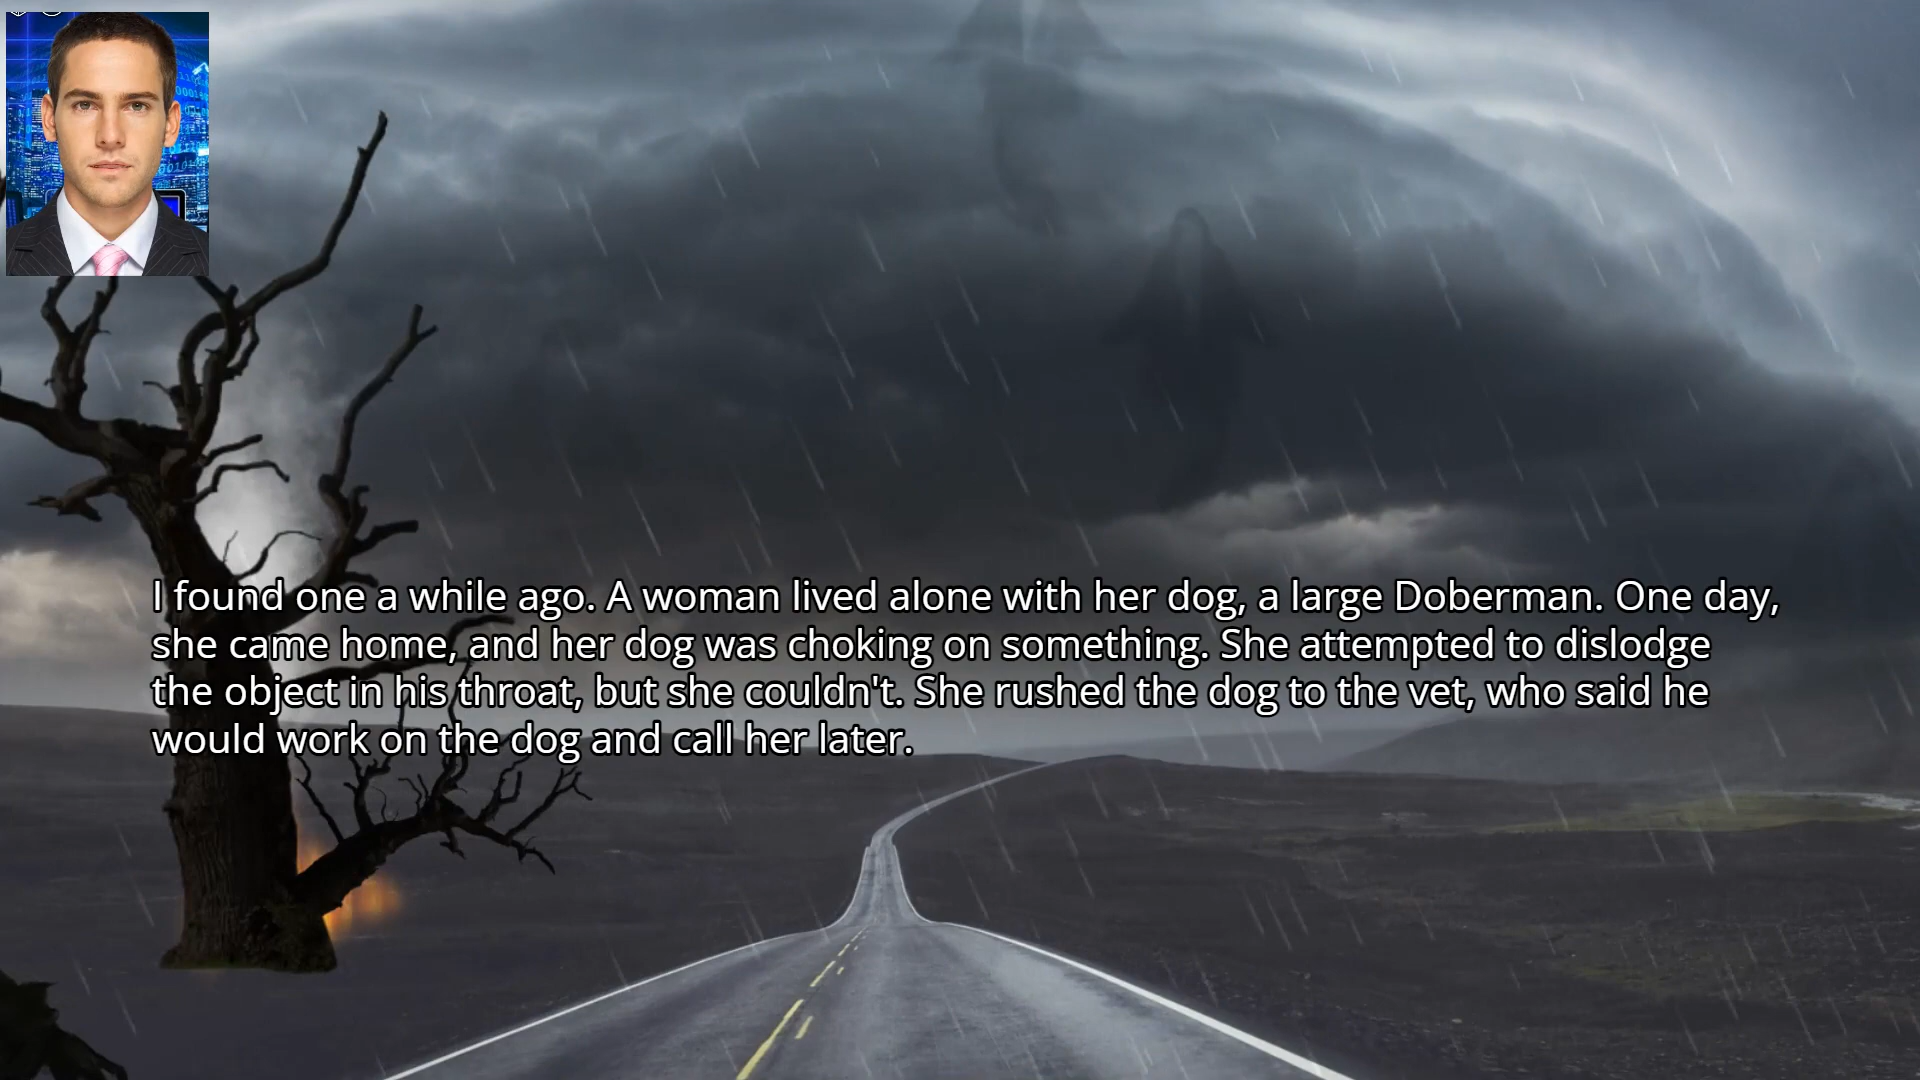 I found one a while ago. A woman lived alone with her dog, a large Doberman. One day,
she came home, and her dog was choking on something. She attempted to dislodge
the object in his throat, but she couldn't. She rushed the dog to the vet, who said he
would work on the dog and call her later.